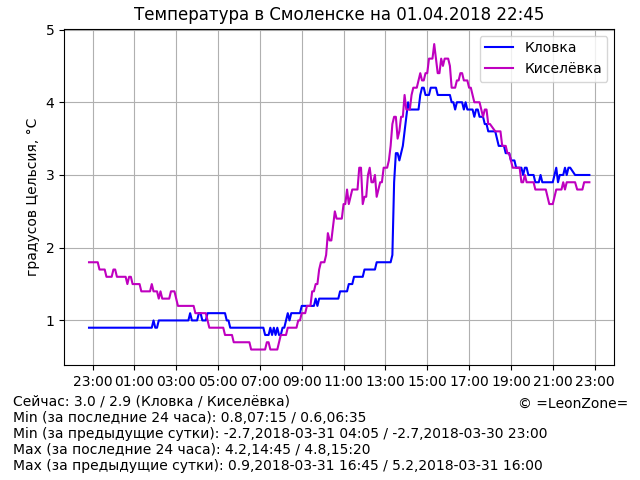 Температура в Смоленске на 01.04.2018 22:45
5
4
3
2
1
градусов Цельсия, °C
Кловка
Киселёвка
23:00 01:00 03:00 05:00 07:00 09:00 11:00 13:00 15:00 17:00 19:00 21:00 23:00
Сейчас: 3.0 / 2.9 (Кловка / Киселёвка)
© =LeonZone=
Min (за последние 24 часа): 0.8,07:15 / 0.6,06:35
Min (за предыдущие сутки): -2.7,2018-03-31 04:05 / -2.7,2018-03-30 23:00
Max (за последние 24 часа): 4.2,14:45 / 4.8,15:20
Max (за предыдущие сутки): 0.9,2018-03-31 16:45 / 5.2,2018-03-31 16:00